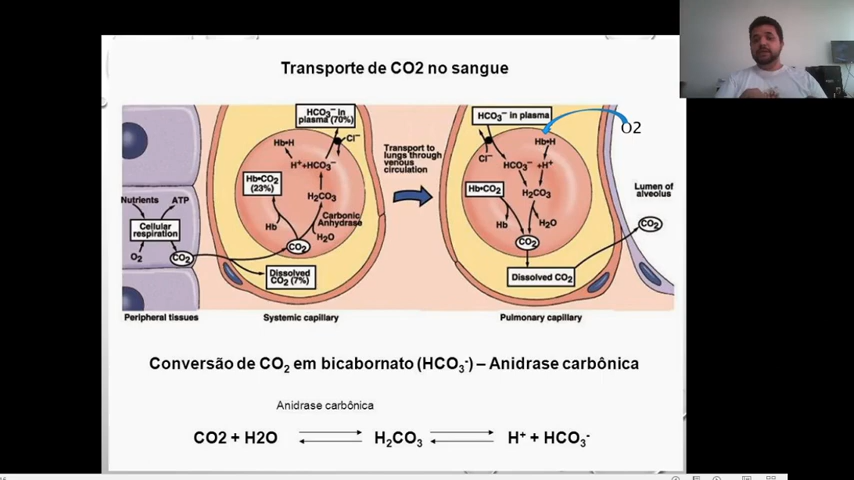 Transporte de CO2 no sangue
HCO3⁻ in
plasma (70%)
Hb•H
Cl⁻
H⁺+HCO3⁻
Hb•CO2
(23%)
H2CO3
Carbonic
Anhydrase
Hb
H2O
CO2
Nutrients
ATP
Cellular
respiration
O2
CO2
Dissolved
CO2 (7%)
Transport to
lungs through
venous
circulation
HCO3⁻ in plasma
O2
Hb•H
Cl⁻
HCO3⁻ +H⁺
Hb•CO2
H2CO3
Hb
H2O
CO2
Dissolved CO2
Lumen of
alveolus
CO2
Peripheral tissues
Systemic capillary
Pulmonary capillary
Conversão de CO2 em bicabornato (HCO3⁻) – Anidrase carbônica
Anidrase carbônica
CO2 + H2O
H2CO3
H⁺ + HCO3⁻